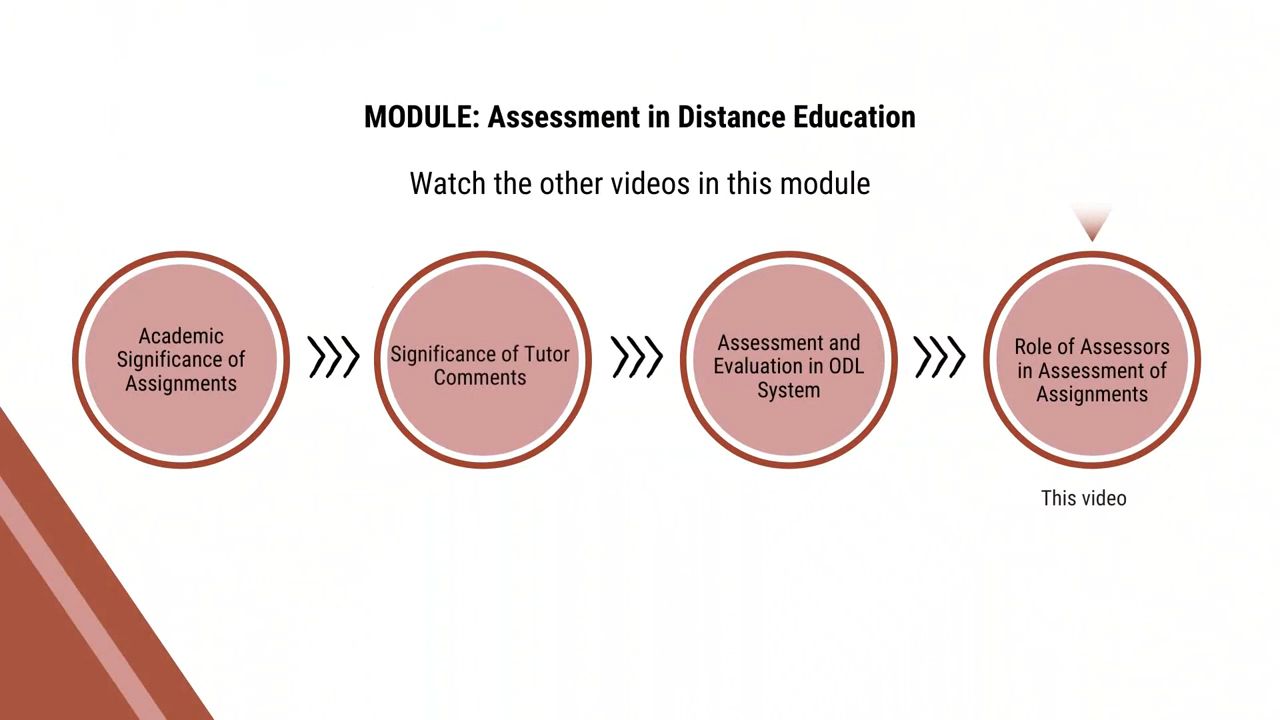 MODULE: Assessment in Distance Education
Watch the other videos in this module
Academic
Significance of
Assignments
Significance of Tutor
Comments
Assessment and
Evaluation in ODL
System
Role of Assessors
in Assessment of
Assignments
This video